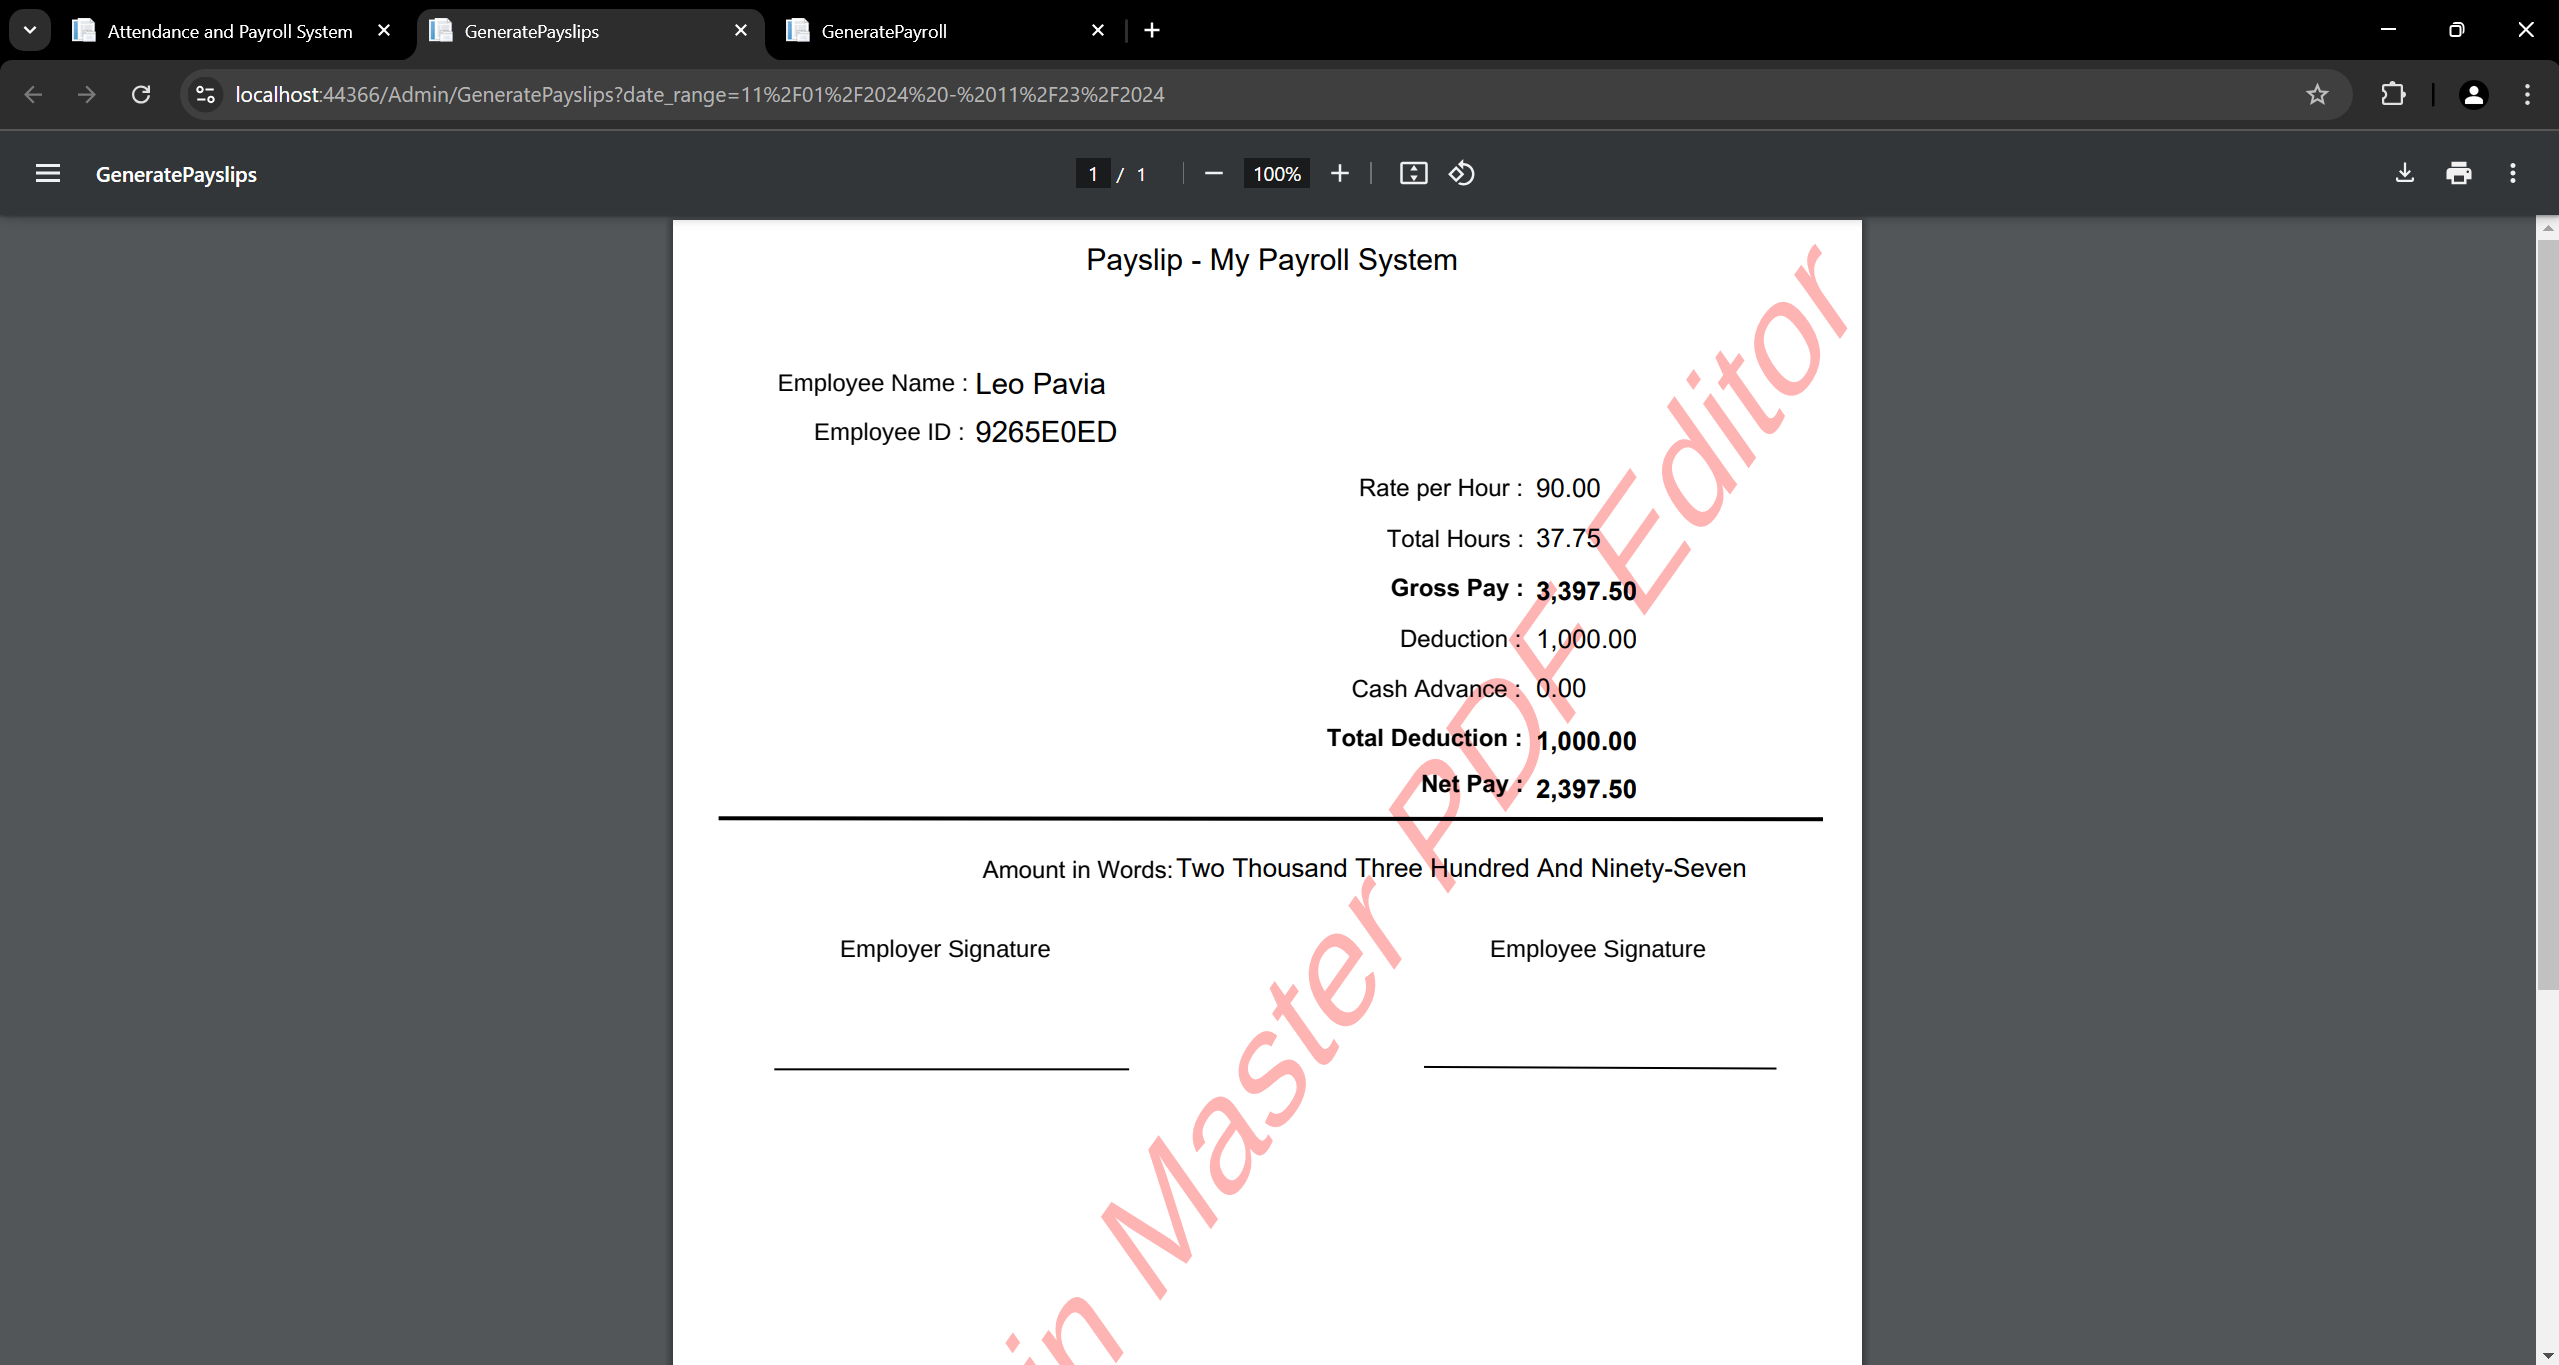 Attendance and Payroll System
GeneratePayslips
GeneratePayroll
localhost:44366/Admin/GeneratePayslips?date_range=11%2F01%2F2024%20-%2011%2F23%2F2024
GeneratePayslips
1 / 1
100%
Payslip - My Payroll System
Employee Name : Leo Pavia
Employee ID : 9265E0ED
Rate per Hour : 90.00
Total Hours : 37.75
Gross Pay : 3,397.50
Deduction : 1,000.00
Cash Advance : 0.00
Total Deduction : 1,000.00
Net Pay : 2,397.50
Amount in Words: Two Thousand Three Hundred And Ninety-Seven
Employer Signature
Employee Signature
in Master PDF Editor